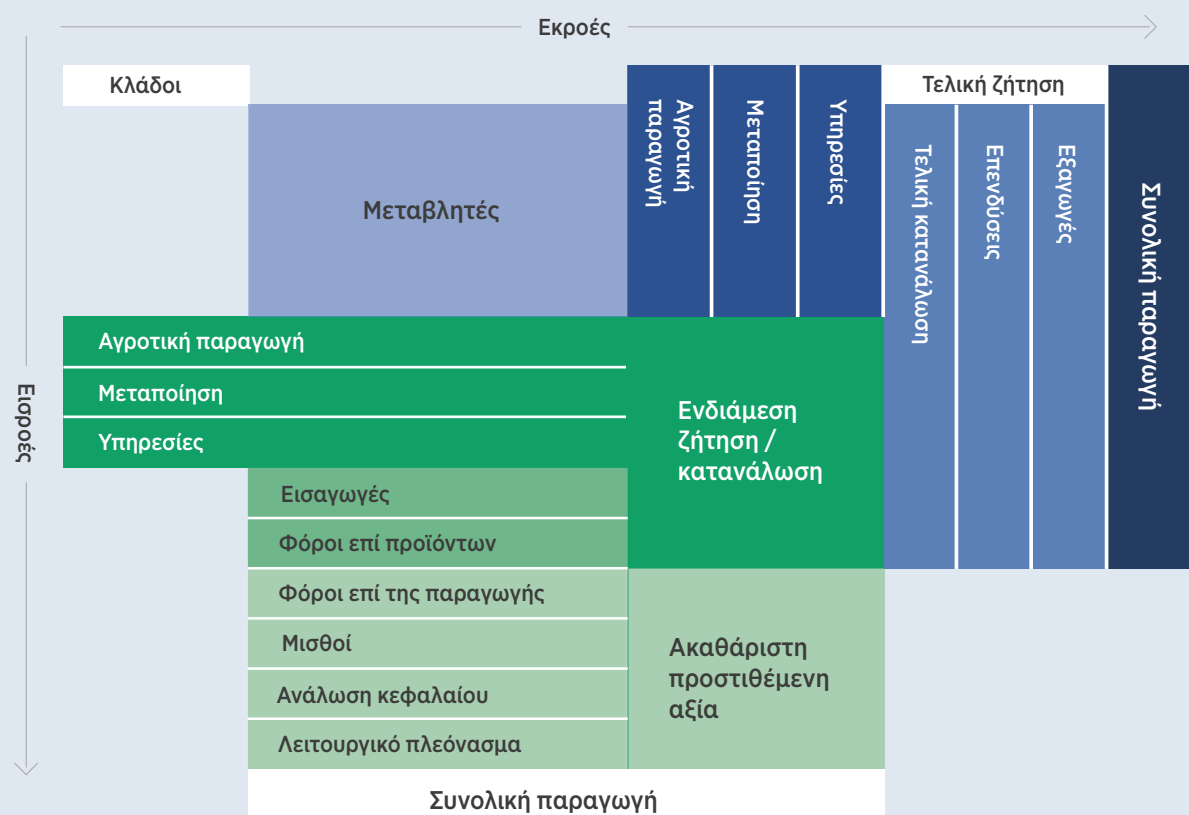 Εκροές
Κλάδοι
Τελική ζήτηση
Μεταβλητές
Αγροτική
παραγωγή
Μεταποίηση
Υπηρεσίες
Τελική κατανάλωση
Επενδύσεις
Εξαγωγές
Συνολική παραγωγή
Εισροές
Αγροτική παραγωγή
Μεταποίηση
Υπηρεσίες
Ενδιάμεση
ζήτηση /
κατανάλωση
Εισαγωγές
Φόροι επί προϊόντων
Φόροι επί της παραγωγής
Μισθοί
Ανάλωση κεφαλαίου
Λειτουργικό πλεόνασμα
Ακαθάριστη
προστιθέμενη
αξία
Συνολική παραγωγή